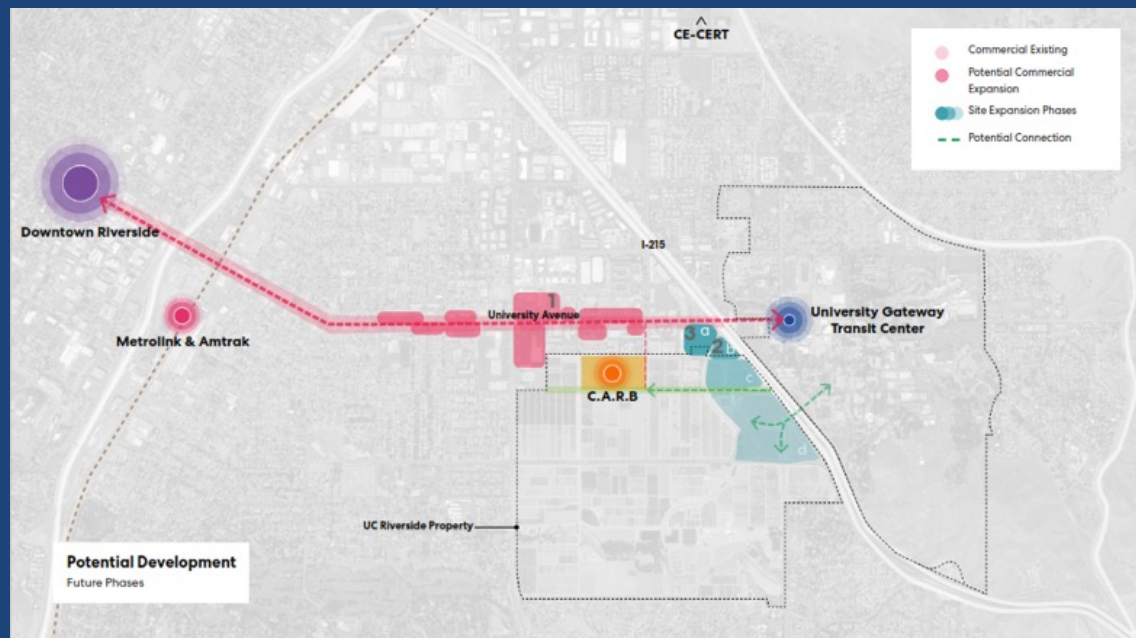 CE-CERT
Commercial Existing
Potential Commercial
Expansion
Site Expansion Phases
Potential Connection
Downtown Riverside
I-215
1
University Avenue
University Gateway
Transit Center
3
a
2
b
Metrolink & Amtrak
c
C.A.R.B
d
UC Riverside Property
Potential Development
Future Phases